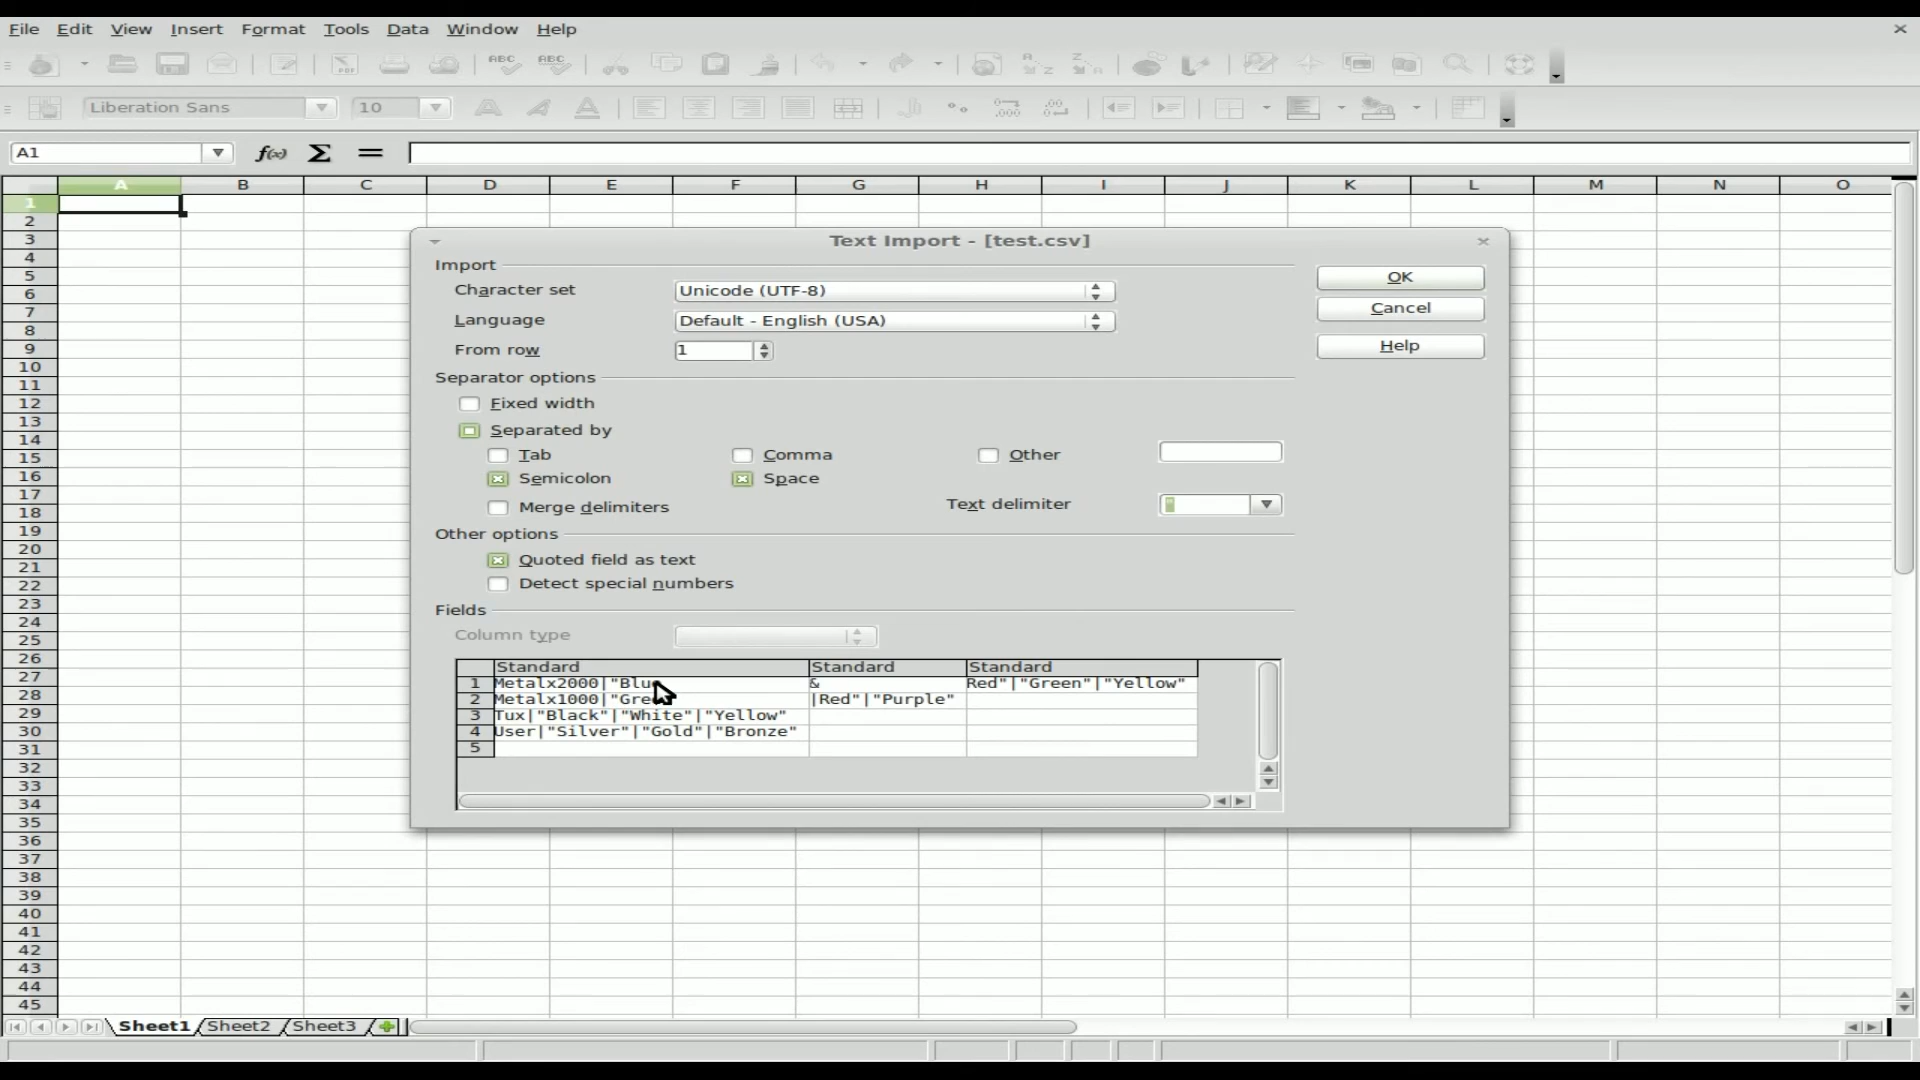 File Edit View Insert Format Tools Data Window Help
ABC ABC
Liberation Sans 10
A1 f(x) Σ =
A B C D E F G H I J K L M N O
Text Import - [test.csv]
Import
Character set Unicode (UTF-8)
Language Default - English (USA)
From row 1
OK
Cancel
Help
Separator options
Fixed width
Separated by
Tab Comma Other
Semicolon Space
Merge delimiters Text delimiter
Other options
Quoted field as text
Detect special numbers
Fields
Column type
Standard Standard Standard
1 Metalx2000|"Blue & Red"|"Green"|"Yellow"
2 Metalx1000| |Red"|"Purple"
3 Tux|"Black"|"White"|"Yellow"
4 User|"Silver"|"Gold"|"Bronze"
5
1
2
3
4
5
6
7
8
9
10
11
12
13
14
15
16
17
18
19
20
21
22
23
24
25
26
27
28
29
30
31
32
33
34
35
36
37
38
39
40
41
42
43
44
45
Sheet1 Sheet2 Sheet3